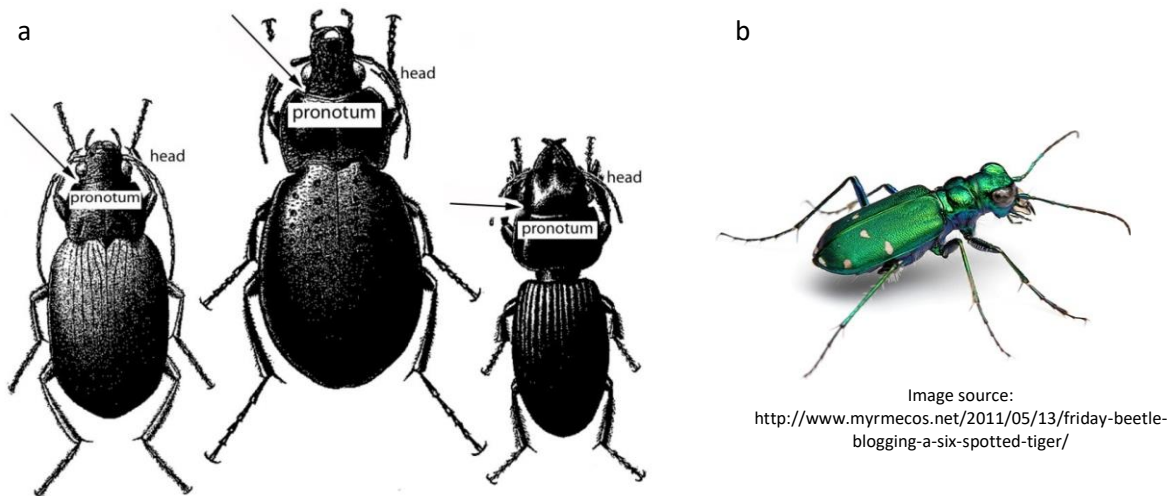 a
b
head
pronotum
head
pronotum
head
pronotum
Image source:
http://www.myrmecos.net/2011/05/13/friday-beetle-
blogging-a-six-spotted-tiger/